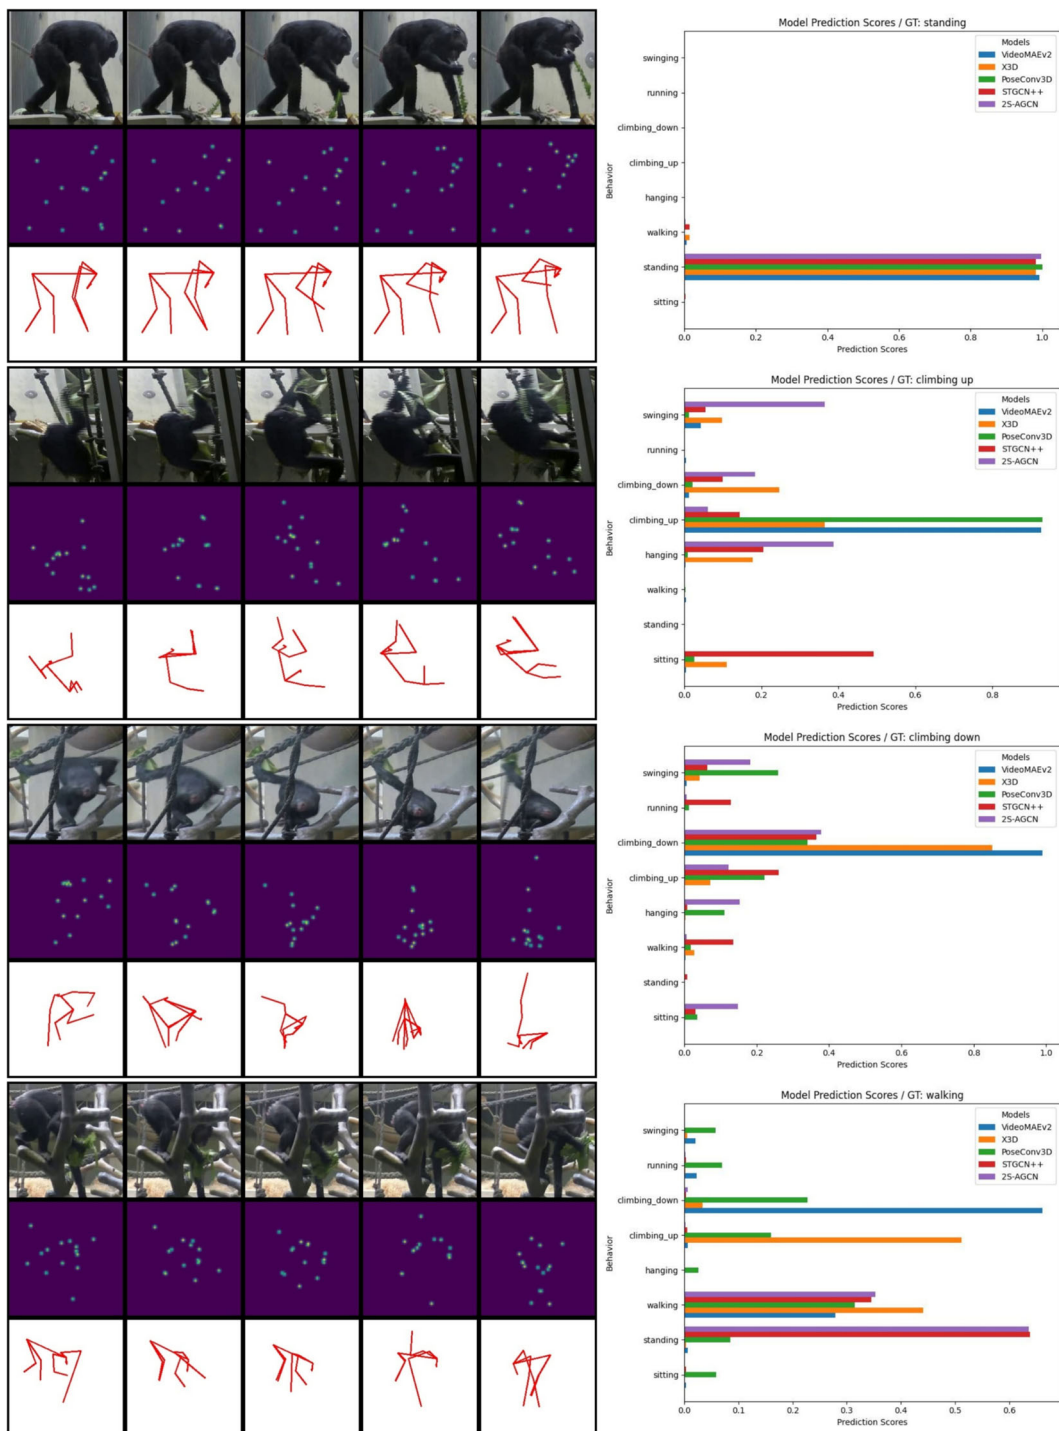 Model Prediction Scores / GT: standing
Models
VideoMAEv2
X3D
PoseConv3D
STGCN++
2S-AGCN
Behavior
swinging
running
climbing_down
climbing_up
hanging
walking
standing
sitting
0.0 0.2 0.4 0.6 0.8 1.0
Prediction Scores
Model Prediction Scores / GT: climbing up
Models
VideoMAEv2
X3D
PoseConv3D
STGCN++
2S-AGCN
Behavior
swinging
running
climbing_down
climbing_up
hanging
walking
standing
sitting
0.0 0.2 0.4 0.6 0.8
Prediction Scores
Model Prediction Scores / GT: climbing down
Models
VideoMAEv2
X3D
PoseConv3D
STGCN++
2S-AGCN
Behavior
swinging
running
climbing_down
climbing_up
hanging
walking
standing
sitting
0.0 0.2 0.4 0.6 0.8 1.0
Prediction Scores
Model Prediction Scores / GT: walking
Models
VideoMAEv2
X3D
PoseConv3D
STGCN++
2S-AGCN
Behavior
swinging
running
climbing_down
climbing_up
hanging
walking
standing
sitting
0.0 0.1 0.2 0.3 0.4 0.5 0.6
Prediction Scores